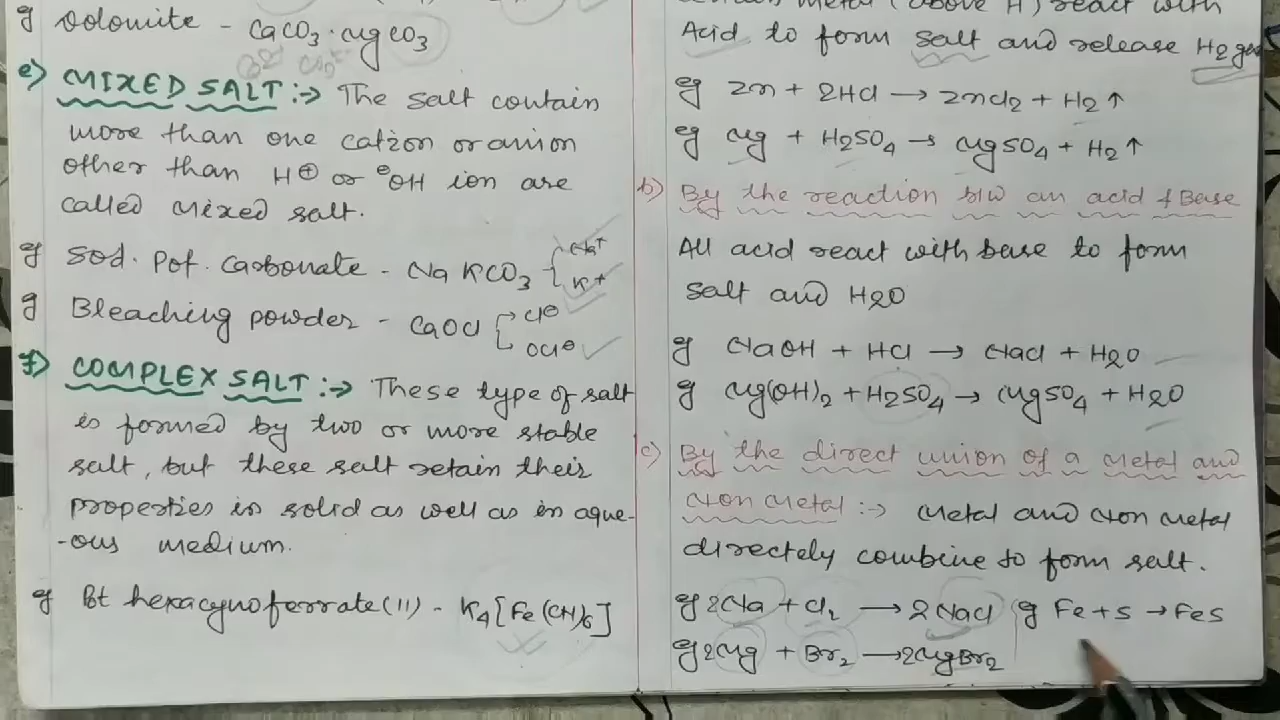 eg Dolomite - CaCO3·MgCO3
e) MIXED SALT :-> The salt contain
more than one cation or anion
other than H⊕ or ⊖OH ion are
called Mixed salt.
eg Sod. Pot. Carbonate - NaKCO3 Na+
K+
eg Bleaching powder - CaOCl Cl⊖
OCl⊖
f) COMPLEX SALT :-> These type of salt
is formed by two or more stable
salt, but these salt retain their
properties in solid as well as in aque-
-ous medium.
eg Pt hexacynoferrate(II) - K4[Fe(CN)6]
metal (above H) react with
Acid to form salt and release H2 gas
eg Zn + 2HCl → ZnCl2 + H2↑
eg Mg + H2SO4 → MgSO4 + H2↑
b) By the reaction b/w an acid & Base
All acid react with base to form
salt and H2O
eg NaOH + HCl → NaCl + H2O
eg Mg(OH)2 + H2SO4 → MgSO4 + H2O
c) By the direct union of a Metal and
Non Metal :-> Metal and Non Metal
directely combine to form salt.
eg 2Na + Cl2 → 2NaCl eg Fe + S → FeS
eg 2Mg + Br2 → 2MgBr2